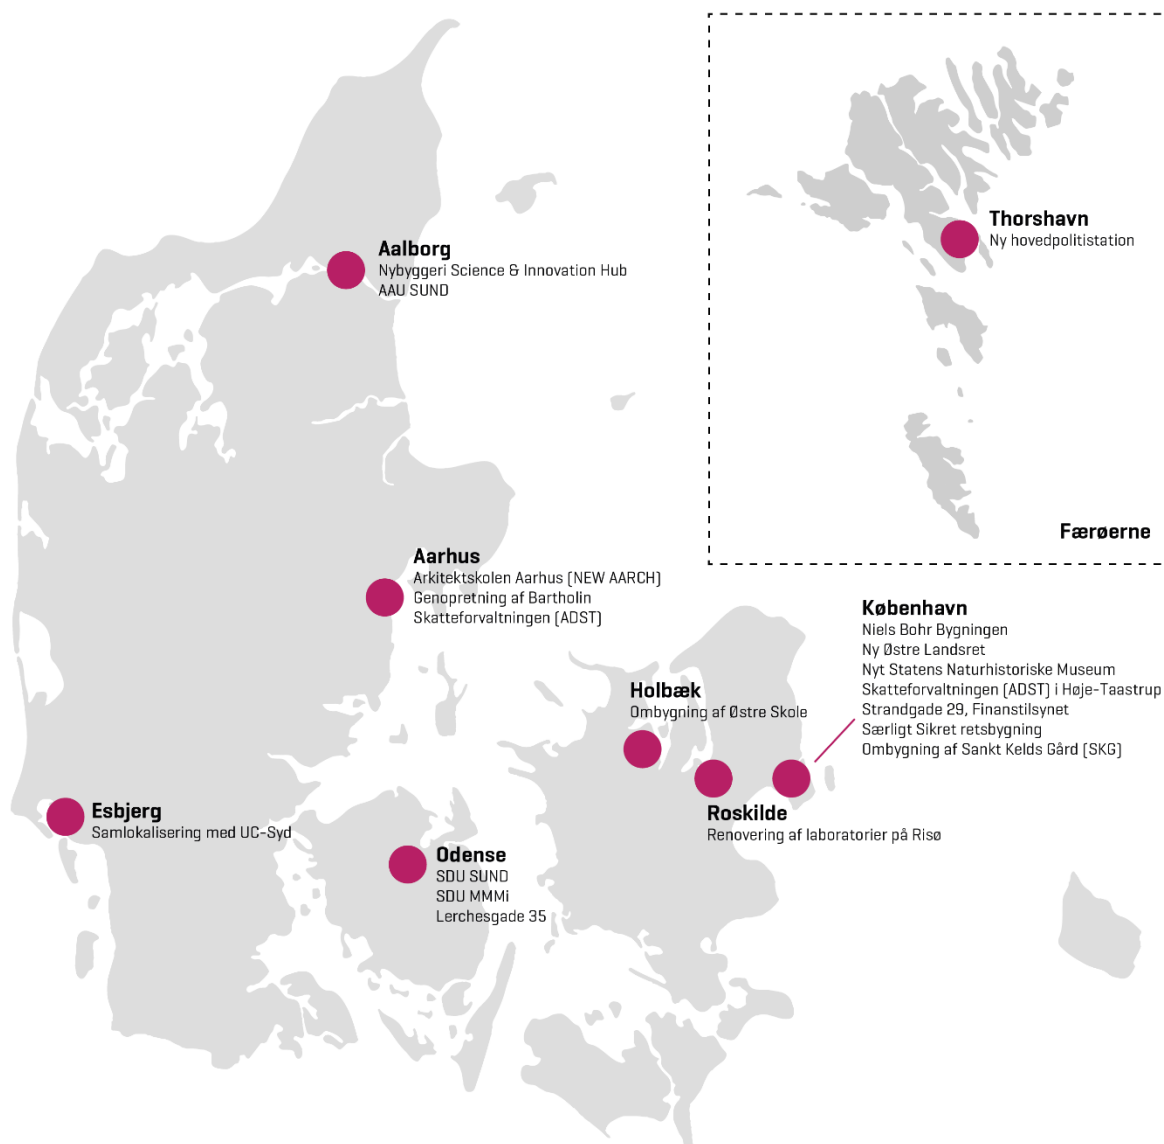 Thorshavn
Ny hovedpolitistation
Færøerne
Aalborg
Nybyggeri Science & Innovation Hub
AAU SUND
Aarhus
Arkitektskolen Aarhus (NEW AARCH)
Genopretning af Bartholin
Skatteforvaltningen (ADST)
København
Niels Bohr Bygningen
Ny Østre Landsret
Nyt Statens Naturhistoriske Museum
Skatteforvaltningen (ADST) i Høje-Taastrup
Strandgade 29, Finanstilsynet
Særligt Sikret retsbygning
Ombygning af Sankt Kelds Gård (SKG)
Holbæk
Ombygning af Østre Skole
Roskilde
Renovering af laboratorier på Risø
Esbjerg
Samlokalisering med UC-Syd
Odense
SDU SUND
SDU MMMi
Lerchesgade 35